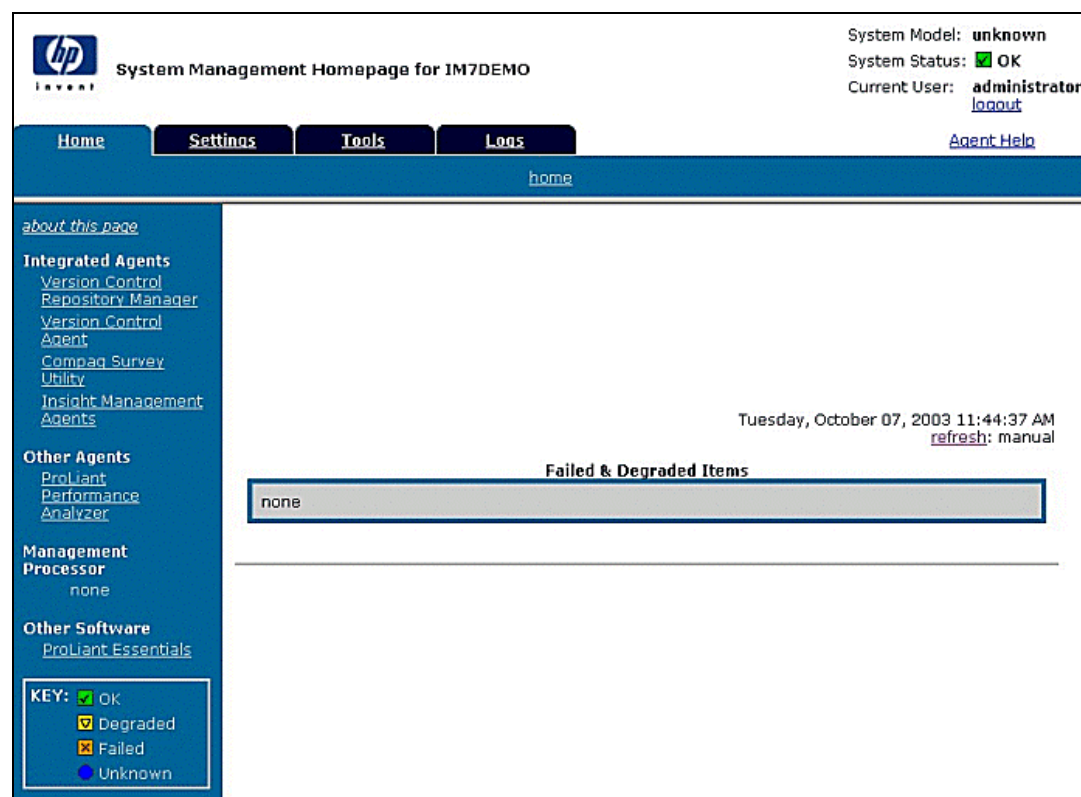 hp
invent
System Management Homepage for IM7DEMO
System Model: unknown
System Status: OK
Current User: administrator
logout
Home
Settings
Tools
Logs
Agent Help
home
about this page
Integrated Agents
Version Control
Repository Manager
Version Control
Agent
Compaq Survey
Utility
Insight Management
Agents
Other Agents
ProLiant
Performance
Analyzer
Management
Processor
none
Other Software
ProLiant Essentials
KEY: OK
Degraded
Failed
Unknown
Tuesday, October 07, 2003 11:44:37 AM
refresh: manual
Failed & Degraded Items
none